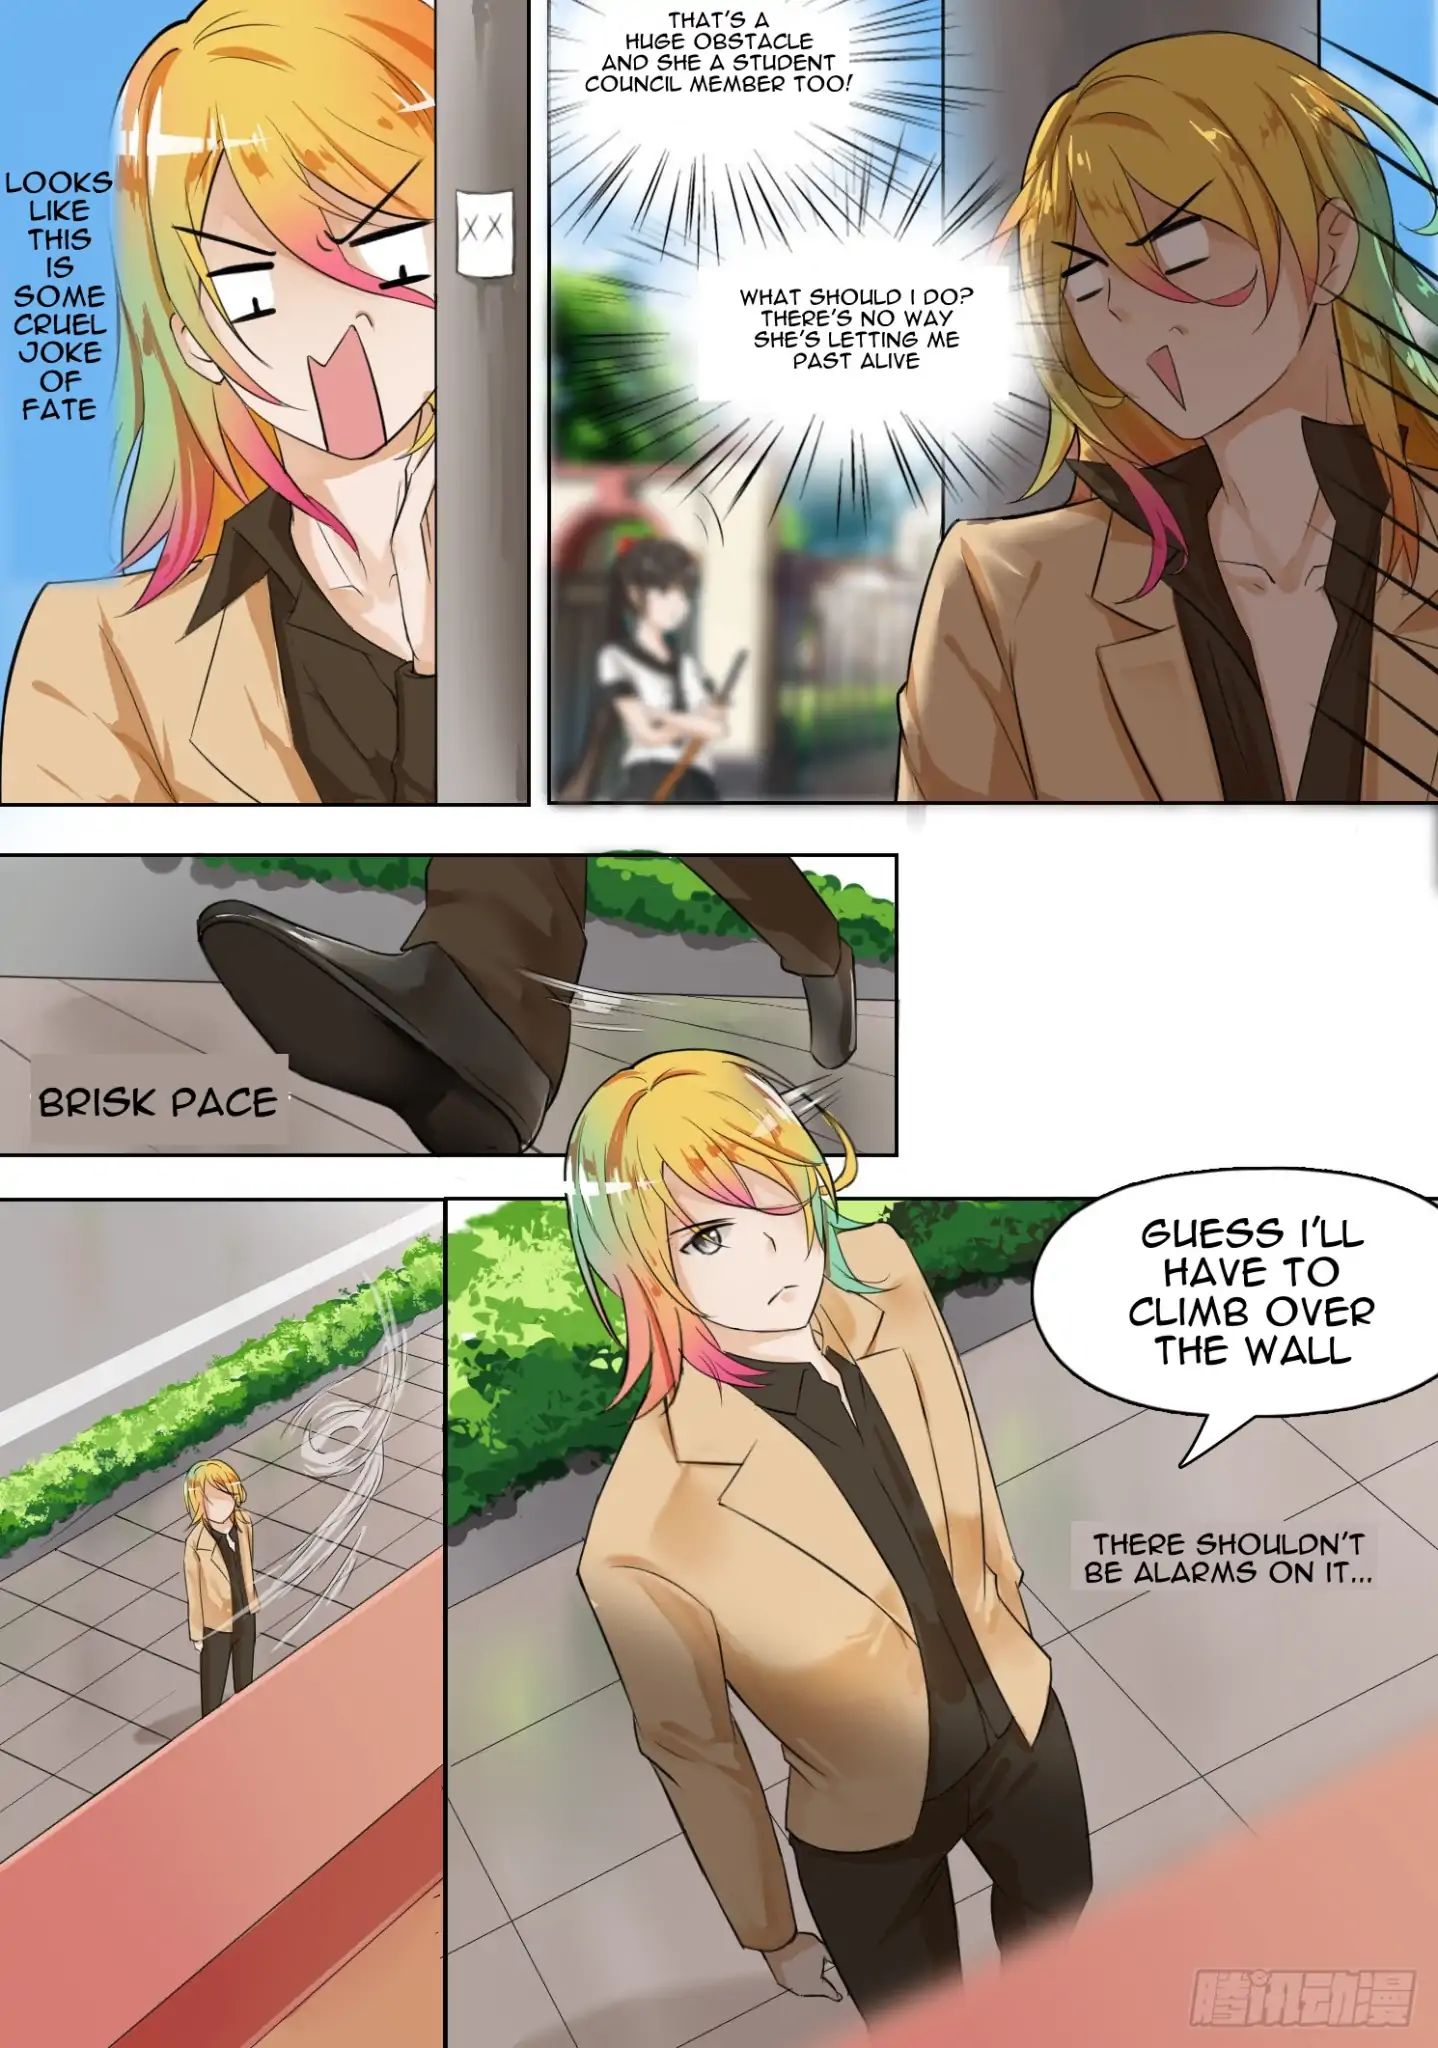 LOOKS
LIKE
THIS
IS
SOME
CRUEL
JOKE
OF
FATE
XX
THAT'S A
HUGE OBSTACLE
AND SHE A STUDENT
COUNCIL MEMBER TOO!
WHAT SHOULD I DO?
THERE'S NO WAY
SHE'S LETTING ME
PAST ALIVE
BRISK PACE
GUESS I'LL
HAVE TO
CLIMB OVER
THE WALL
THERE SHOULDN'T
BE ALARMS ON IT...
腾讯动漫